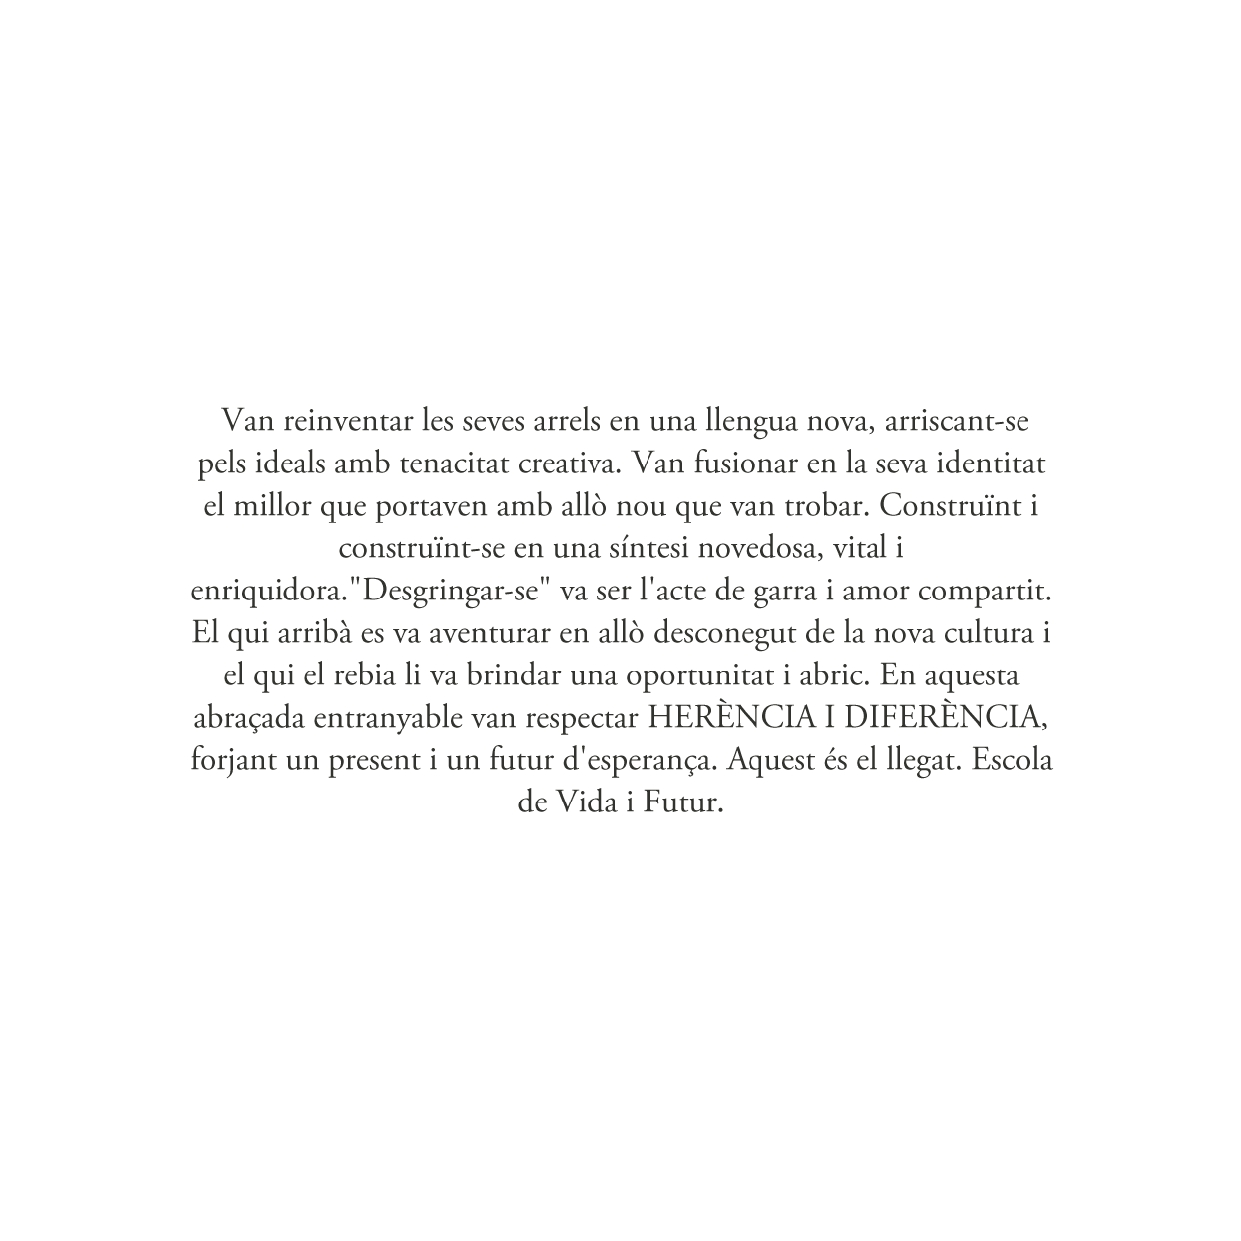 Van reinventar les seves arrels en una llengua nova, arriscant-se
pels ideals amb tenacitat creativa. Van fusionar en la seva identitat
el millor que portaven amb allò nou que van trobar. Construïnt i
construïnt-se en una síntesi novedosa, vital i
enriquidora."Desgringar-se" va ser l'acte de garra i amor compartit.
El qui arribà es va aventurar en allò desconegut de la nova cultura i
el qui el rebia li va brindar una oportunitat i abric. En aquesta
abraçada entranyable van respectar HERÈNCIA I DIFERÈNCIA,
forjant un present i un futur d'esperança. Aquest és el llegat. Escola
de Vida i Futur.